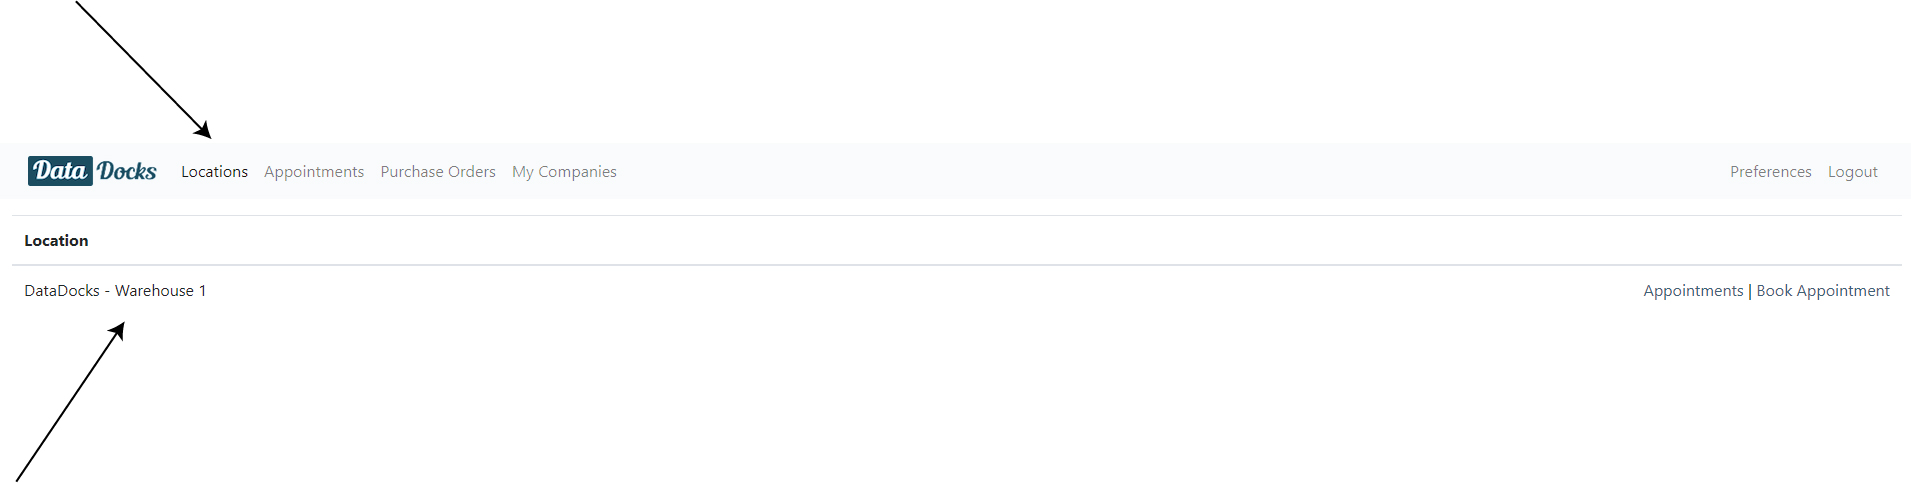 Data Docks Locations Appointments Purchase Orders My Companies Preferences Logout
Location
DataDocks - Warehouse 1 Appointments | Book Appointment